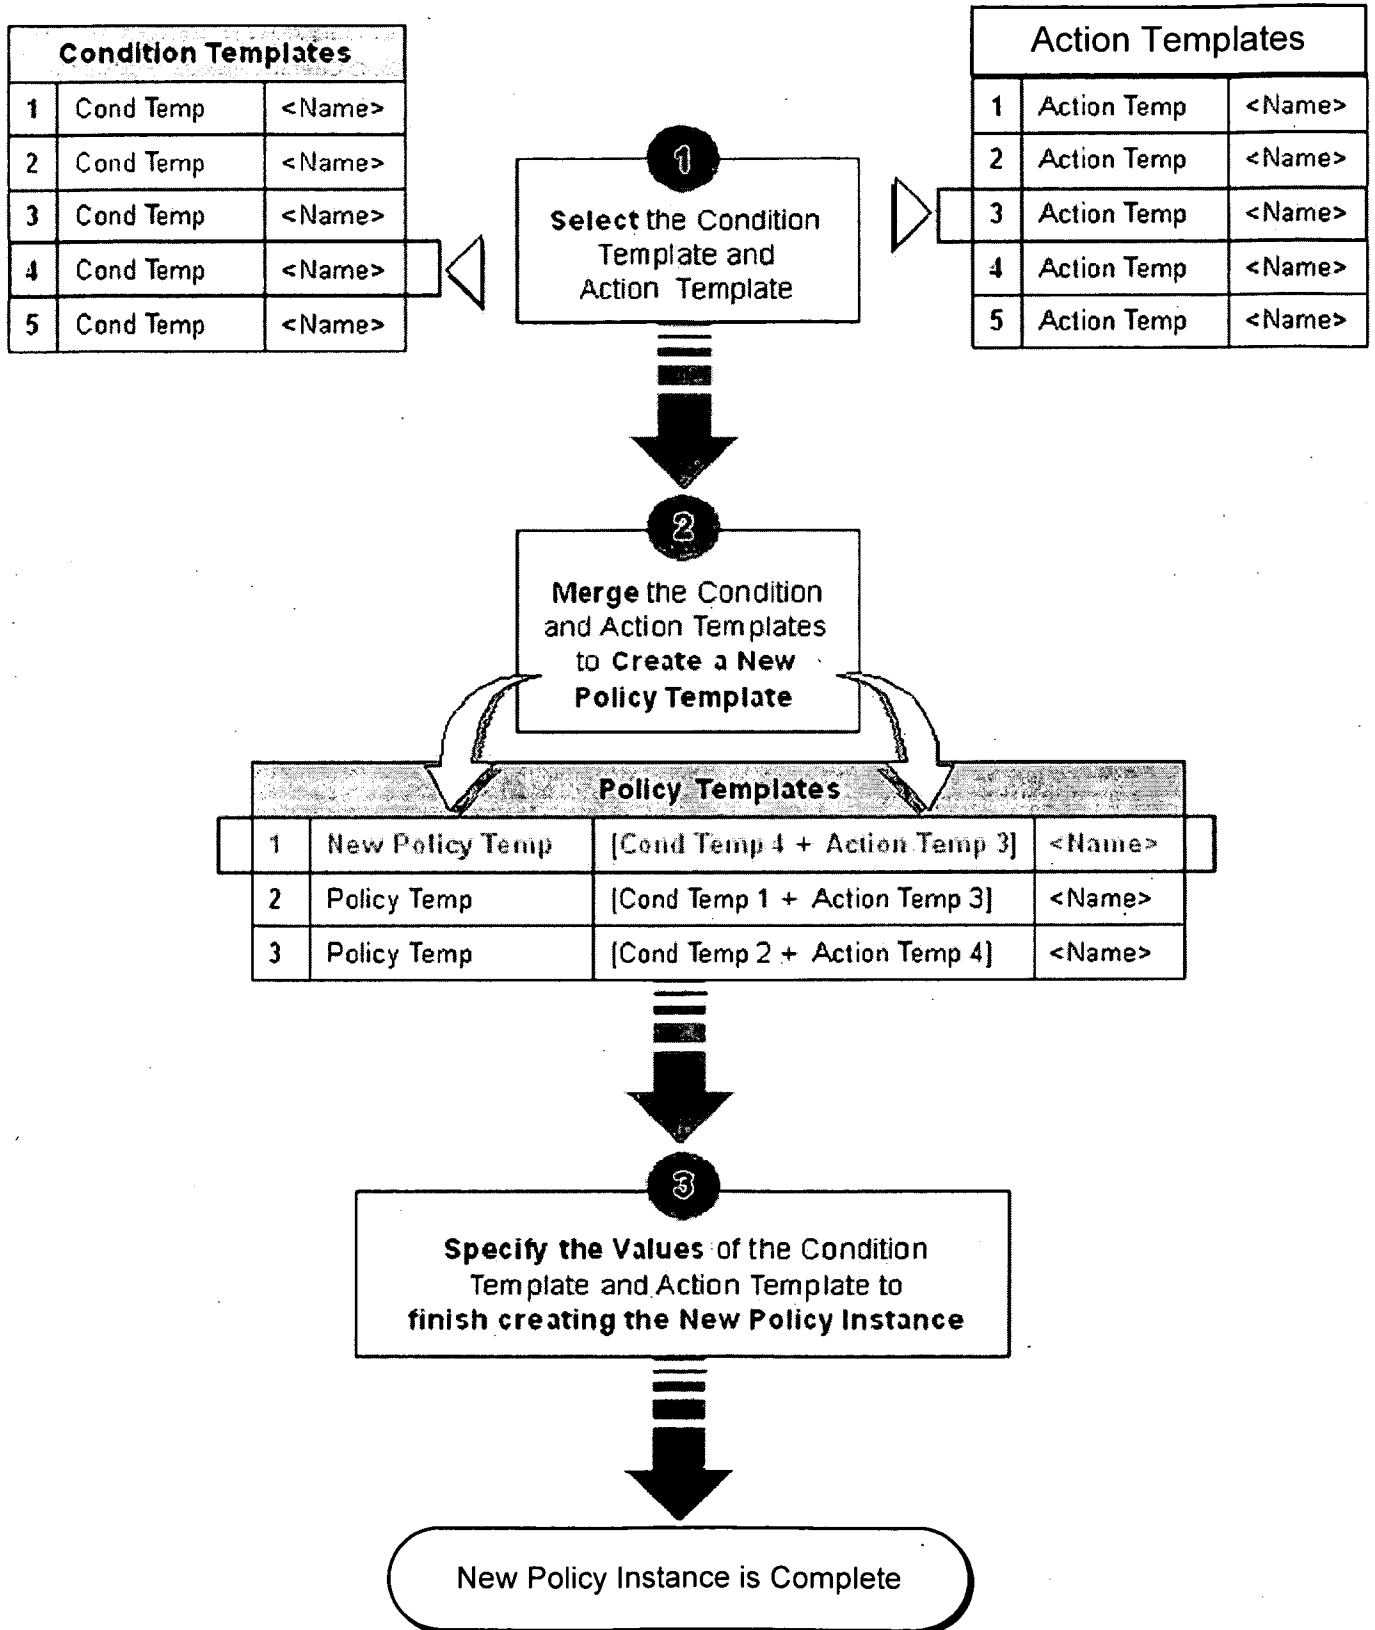 Condition Templates
1 Cond Temp <Name>
2 Cond Temp <Name>
3 Cond Temp <Name>
4 Cond Temp <Name>
5 Cond Temp <Name>
Action Templates
1 Action Temp <Name>
2 Action Temp <Name>
3 Action Temp <Name>
4 Action Temp <Name>
5 Action Temp <Name>
1
Select the Condition
Template and
Action Template
2
Merge the Condition
and Action Templates
to Create a New
Policy Template
Policy Templates
1 New Policy Temp [Cond Temp 4 + Action Temp 3] <Name>
2 Policy Temp [Cond Temp 1 + Action Temp 3] <Name>
3 Policy Temp [Cond Temp 2 + Action Temp 4] <Name>
3
Specify the Values of the Condition
Template and Action Template to
finish creating the New Policy Instance
New Policy Instance is Complete